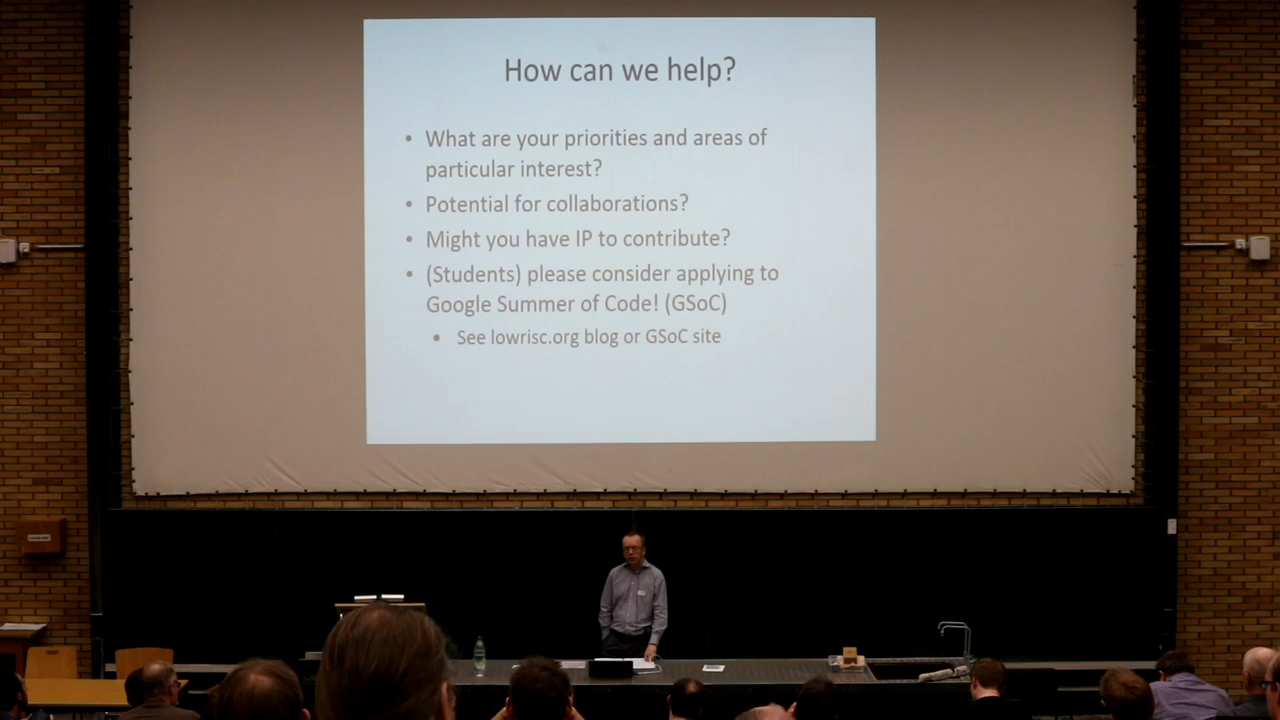 How can we help?
• What are your priorities and areas of
particular interest?
• Potential for collaborations?
• Might you have IP to contribute?
• (Students) please consider applying to
Google Summer of Code! (GSoC)
• See lowrisc.org blog or GSoC site